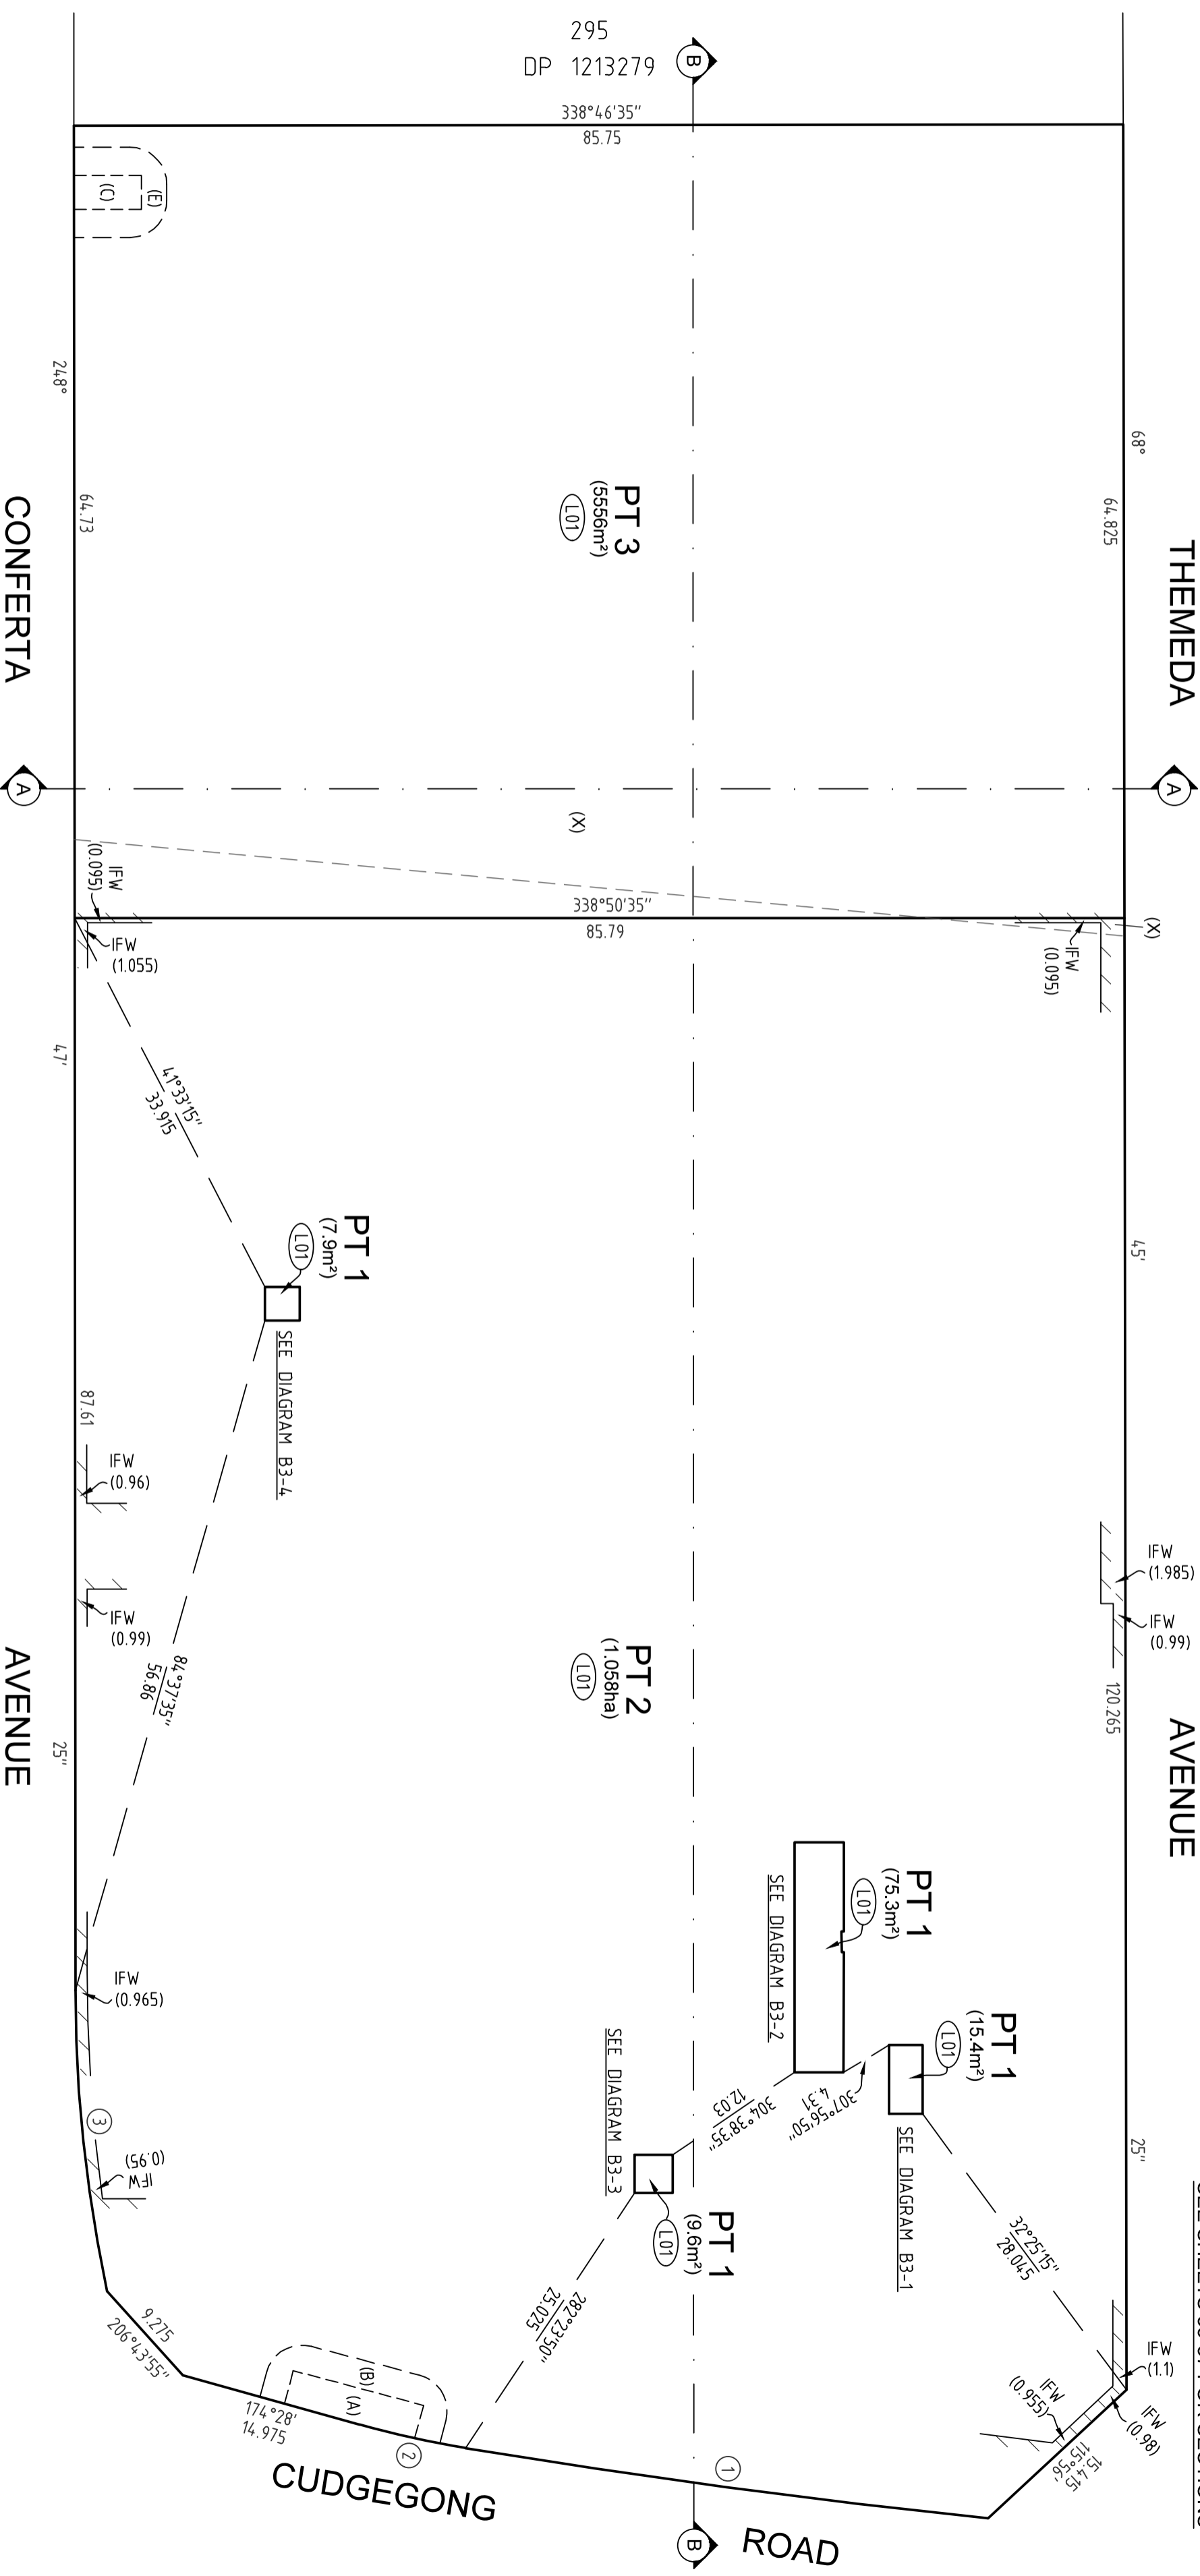 295
DP 1213279
B
338°46'35"
85.75
(C)
(E)
248°
64.73
68°
64.825
THEMEDA
CONFERTA
PT 3
(5556m²)
L01
A
A
(X)
(X)
338°50'35"
85.79
IFW
(0.095)
IFW
(1.055)
IFW
(0.095)
47'
41°33'15"
33.915
PT 1
(7.9m²)
L01
SEE DIAGRAM B3-4
45'
87.61
IFW
(0.96)
IFW
(0.99)
IFW
(1.985)
IFW
(0.99)
120.265
84°37'35"
56.86
PT 2
(1.058ha)
L01
AVENUE
AVENUE
25"
PT 1
(75.3m²)
L01
SEE DIAGRAM B3-2
IFW
(0.965)
PT 1
(15.4m²)
L01
SEE DIAGRAM B3-1
307°56'50"
4.31
304°38'35"
12.03
SEE DIAGRAM B3-3
PT 1
(9.6m²)
L01
25"
32°25'15"
28.045
3
IFW
(0.95)
282°23'50"
25.025
9.275
206°43'55"
(B)
(A)
174°28'
14.975
2
1
IFW
(1.1)
IFW
(0.98)
IFW
(0.955)
15.415
115°56'
CUDGEGONG
ROAD
B